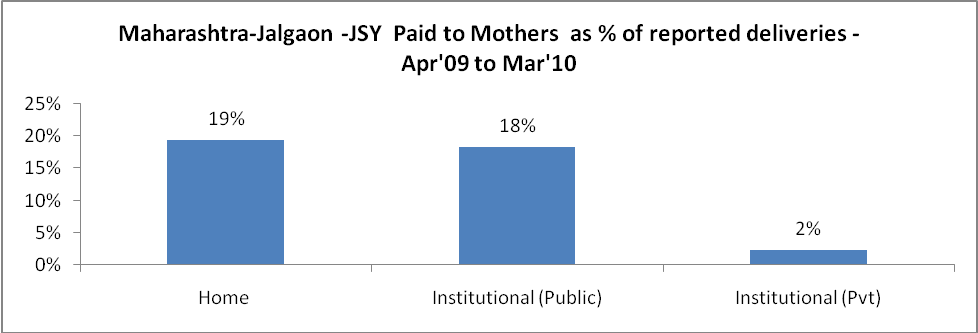 Maharashtra-Jalgaon -JSY Paid to Mothers as % of reported deliveries -
Apr'09 to Mar'10
25%
20%
15%
10%
5%
0%
19%
18%
2%
Home
Institutional (Public)
Institutional (Pvt)